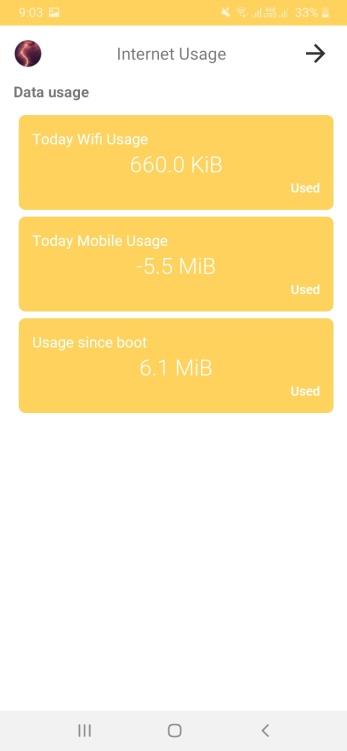 9:03
33%
Internet Usage
Data usage
Today Wifi Usage
660.0 KiB
Used
Today Mobile Usage
-5.5 MiB
Used
Usage since boot
6.1 MiB
Used